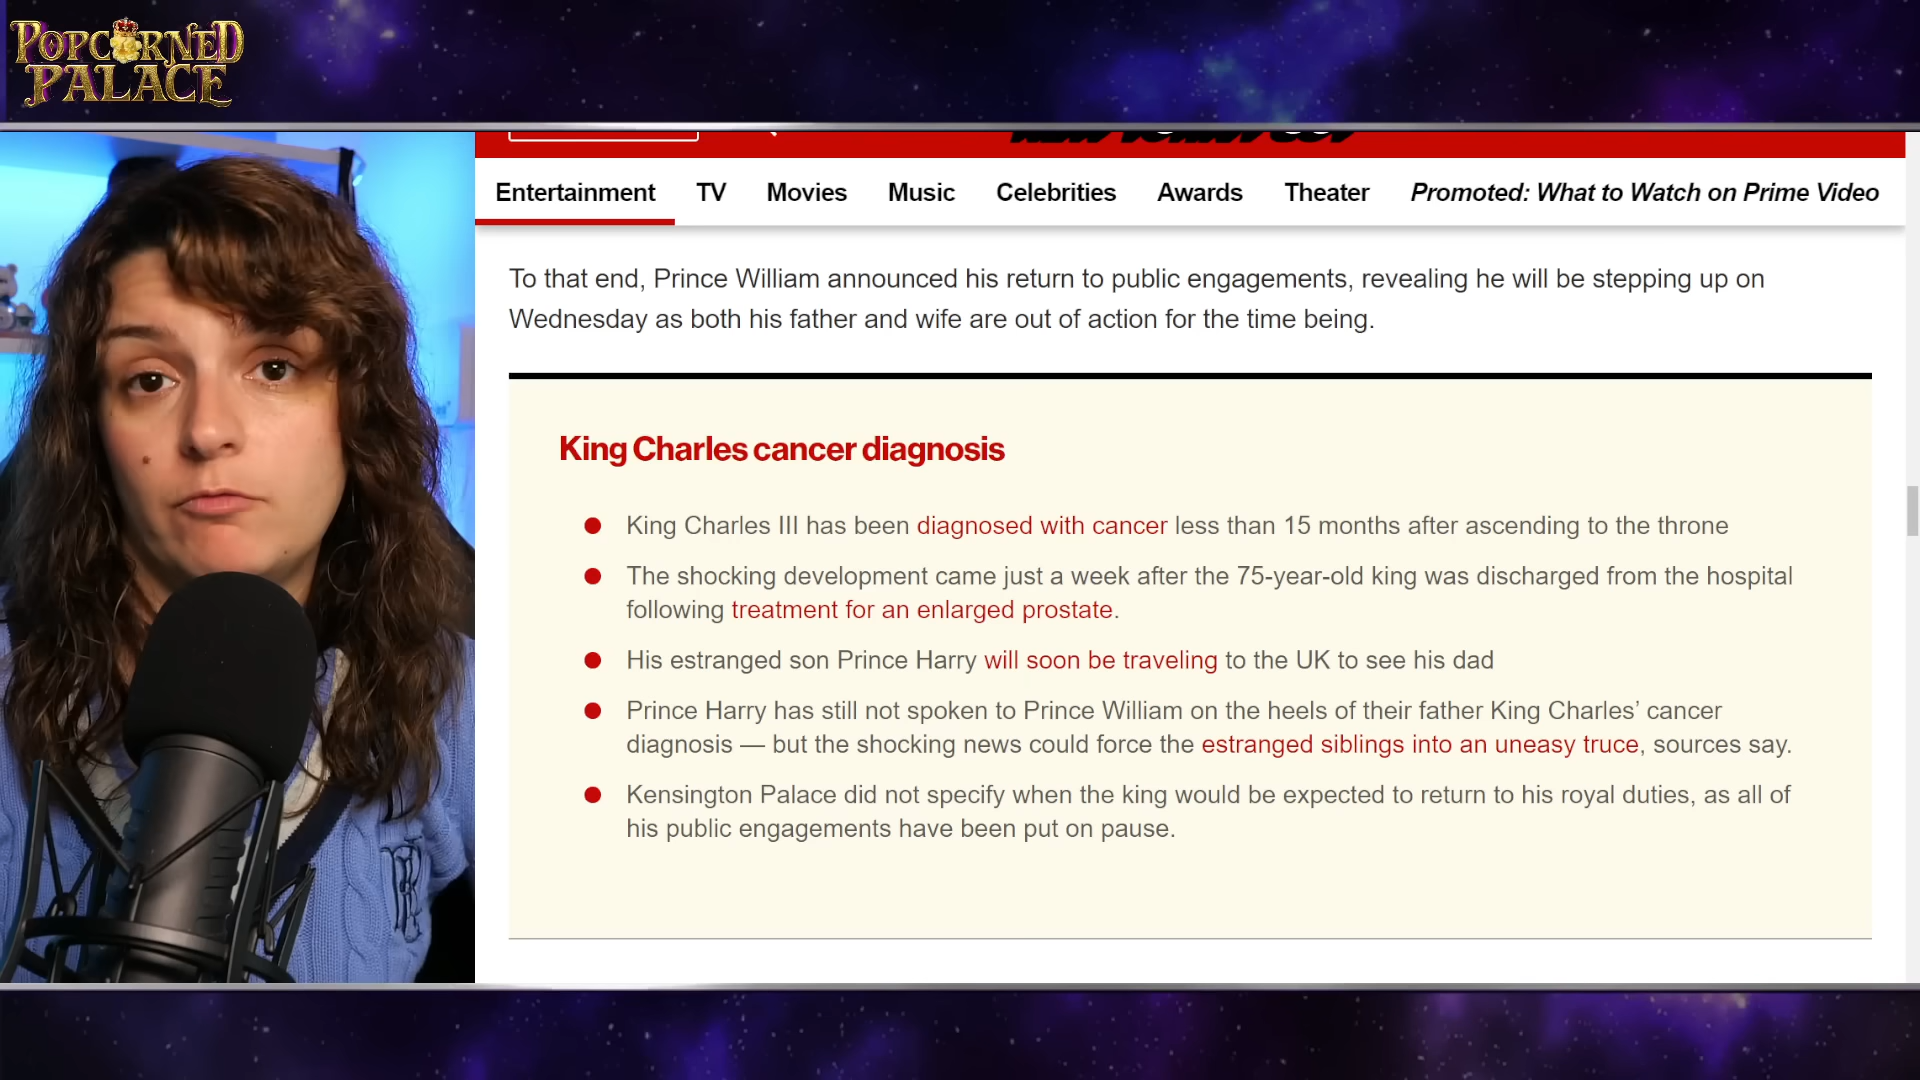 POPCORNED
PALACE
NEW YORK POST
Entertainment TV Movies Music Celebrities Awards Theater Promoted: What to Watch on Prime Video
To that end, Prince William announced his return to public engagements, revealing he will be stepping up on
Wednesday as both his father and wife are out of action for the time being.
King Charles cancer diagnosis
King Charles III has been diagnosed with cancer less than 15 months after ascending to the throne
The shocking development came just a week after the 75-year-old king was discharged from the hospital
following treatment for an enlarged prostate.
His estranged son Prince Harry will soon be traveling to the UK to see his dad
Prince Harry has still not spoken to Prince William on the heels of their father King Charles’ cancer
diagnosis — but the shocking news could force the estranged siblings into an uneasy truce, sources say.
Kensington Palace did not specify when the king would be expected to return to his royal duties, as all of
his public engagements have been put on pause.